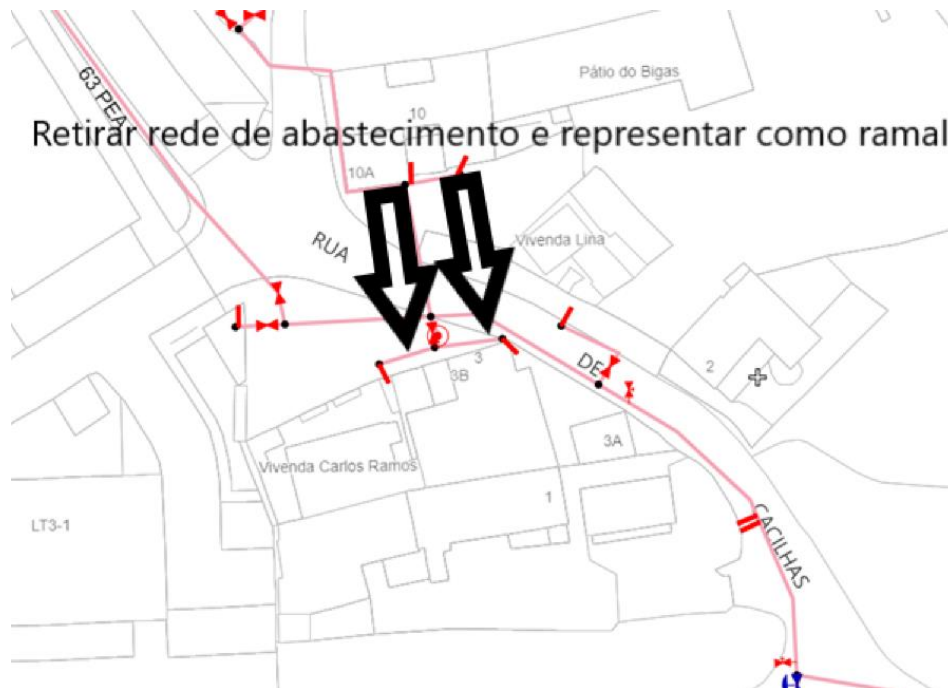 Pátio do Bigas
63 PEA
10
Retirar rede de abastecimento e representar como ramal
10A
RUA
Vivenda Lina
DE
3
2
3B
3A
Vivenda Carlos Ramos
1
LT3-1
CACILHAS